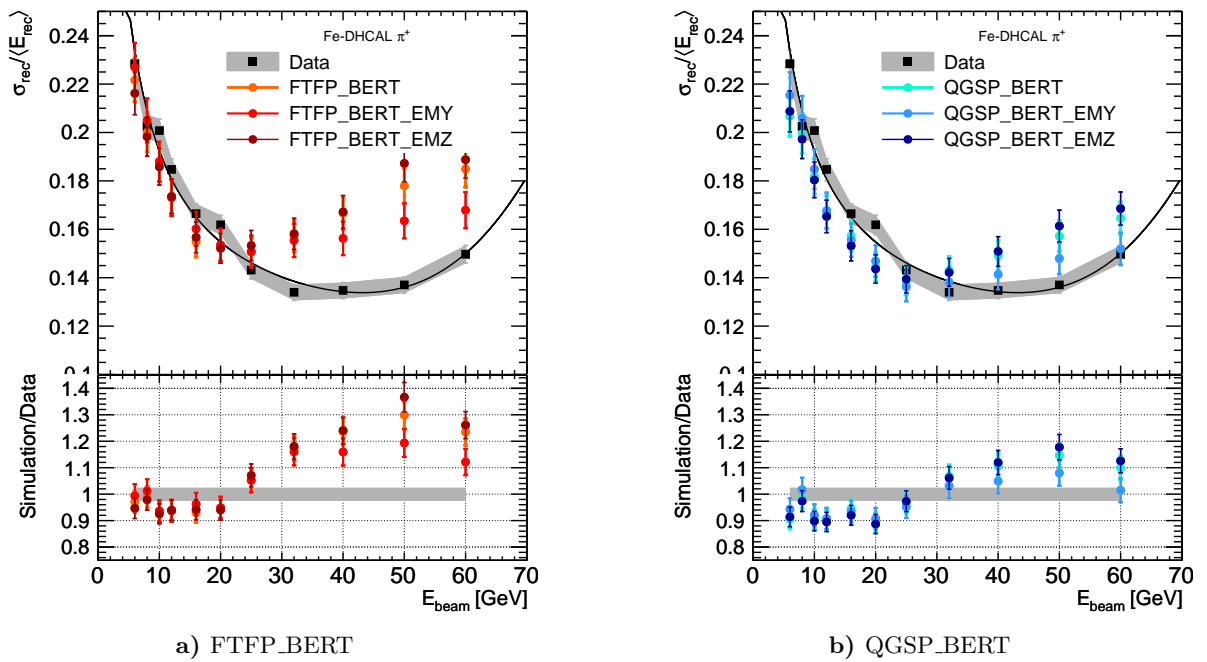 σrec/⟨Erec⟩
0.24
0.22
0.2
0.18
0.16
0.14
0.12
0.1
Fe-DHCAL π+
Data
FTFP_BERT
FTFP_BERT_EMY
FTFP_BERT_EMZ
Simulation/Data
1.4
1.3
1.2
1.1
1
0.9
0.8
0 10 20 30 40 50 60 70
Ebeam [GeV]
a) FTFP_BERT
σrec/⟨Erec⟩
0.24
0.22
0.2
0.18
0.16
0.14
0.12
0.1
Fe-DHCAL π+
Data
QGSP_BERT
QGSP_BERT_EMY
QGSP_BERT_EMZ
Simulation/Data
1.4
1.3
1.2
1.1
1
0.9
0.8
0 10 20 30 40 50 60 70
Ebeam [GeV]
b) QGSP_BERT